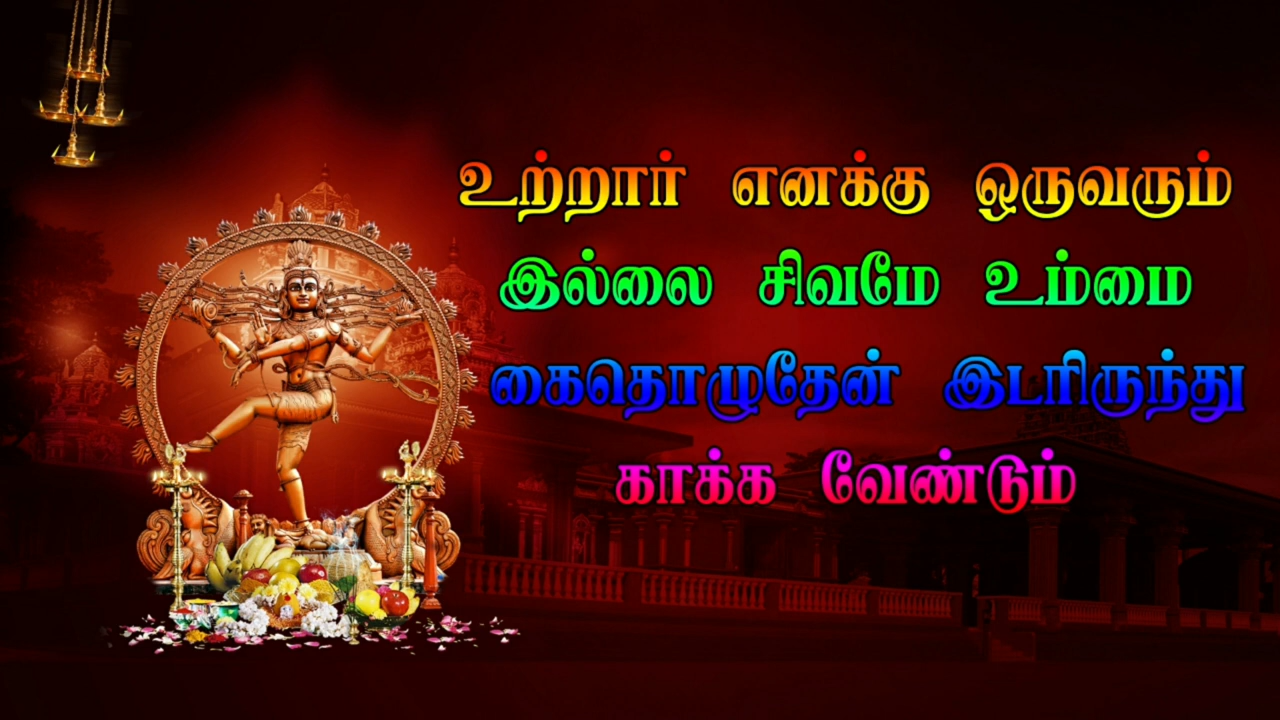 உற்றார் எனக்கு ஒருவரும்
இல்லை சிவமே உம்மை
கைதொழுதேன் இடரிருந்து
காக்க வேண்டும்